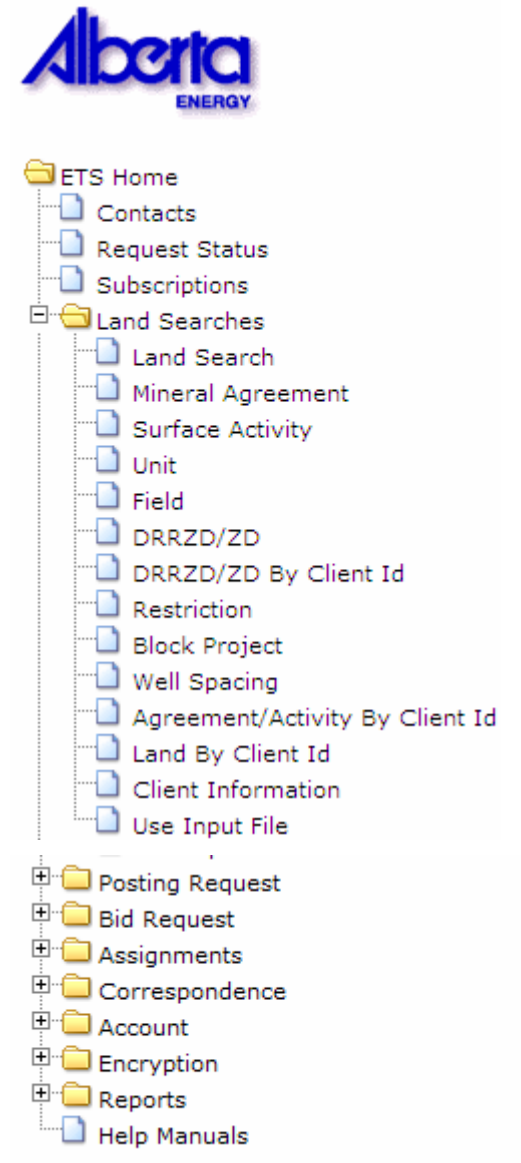 Alberta
ENERGY
ETS Home
Contacts
Request Status
Subscriptions
Land Searches
Land Search
Mineral Agreement
Surface Activity
Unit
Field
DRRZD/ZD
DRRZD/ZD By Client Id
Restriction
Block Project
Well Spacing
Agreement/Activity By Client Id
Land By Client Id
Client Information
Use Input File
Posting Request
Bid Request
Assignments
Correspondence
Account
Encryption
Reports
Help Manuals